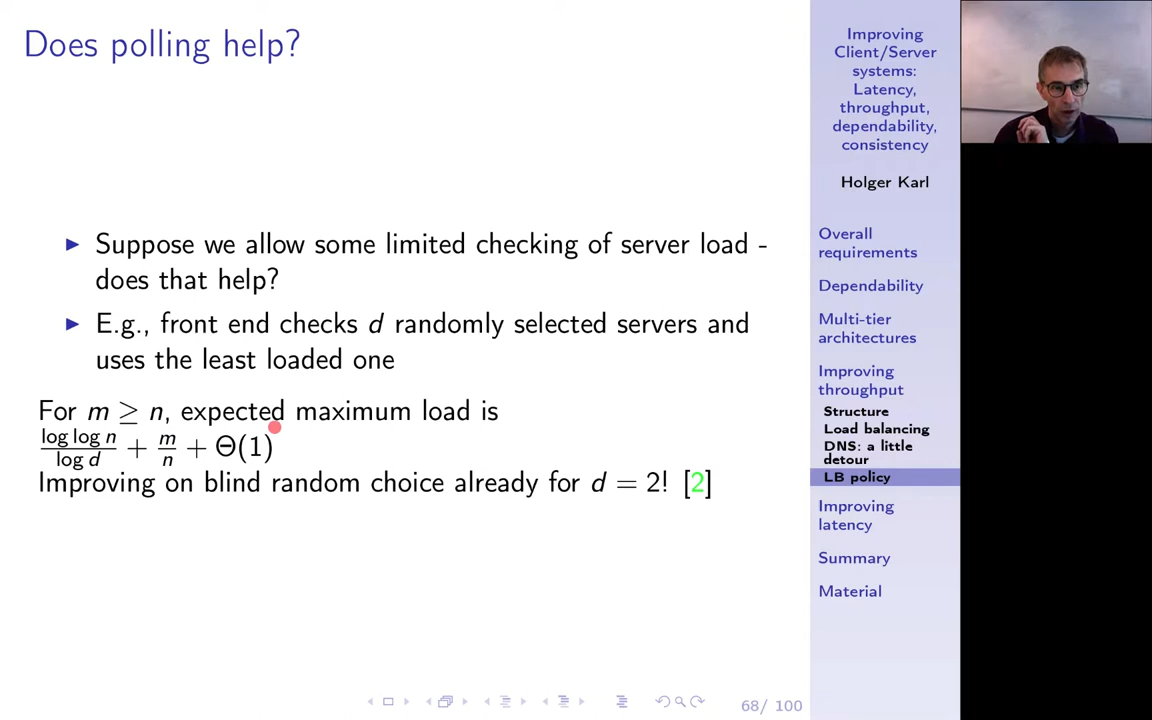 Does polling help?
▶ Suppose we allow some limited checking of server load -
does that help?
▶ E.g., front end checks d randomly selected servers and
uses the least loaded one
For m ≥ n, expected maximum load is
log log n / log d + m / n + Θ(1)
Improving on blind random choice already for d = 2! [2]
Improving
Client/Server
systems:
Latency,
throughput,
dependability,
consistency
Holger Karl
Overall
requirements
Dependability
Multi-tier
architectures
Improving
throughput
Structure
Load balancing
DNS: a little
detour
LB policy
Improving
latency
Summary
Material
68/ 100